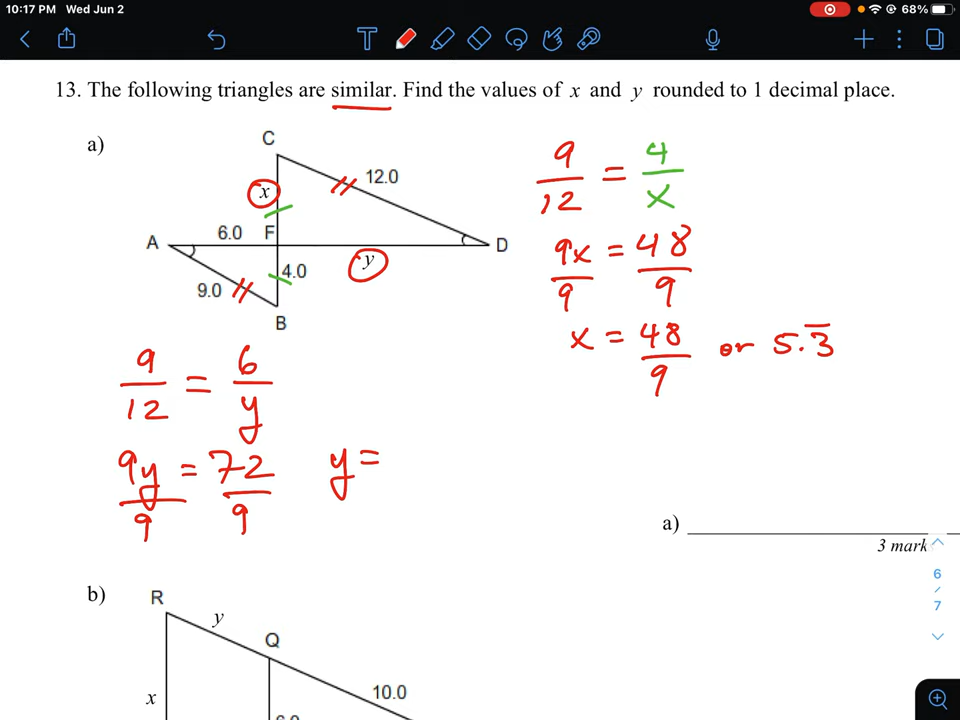 10:17 PM Wed Jun 2
68%
13. The following triangles are similar. Find the values of x and y rounded to 1 decimal place.
a)
C
12.0
x
A
6.0
F
D
4.0
y
9.0
B
9/12 = 4/x
9x/9 = 48/9
x = 48/9 or 5.3̅
9/12 = 6/y
9y/9 = 72/9
y =
a)
3 mark
6
/
7
b)
R
y
Q
10.0
x